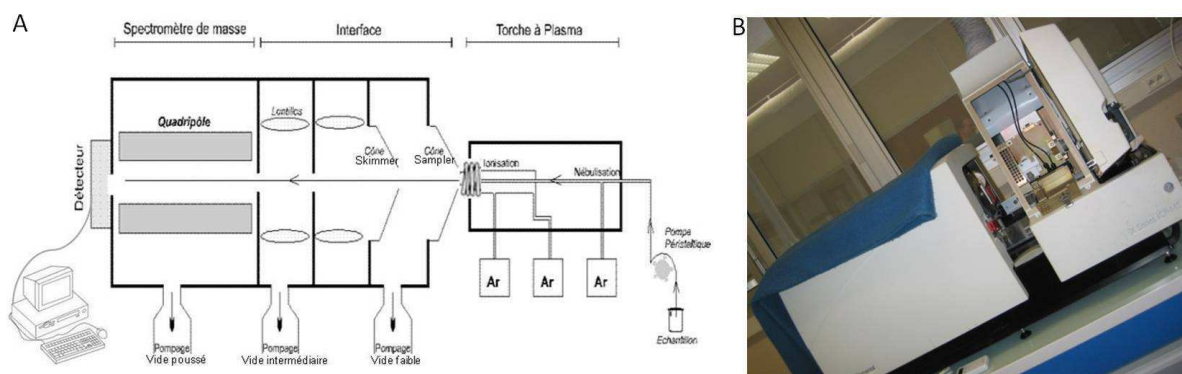 A
Spectromètre de masse
Interface
Torche à Plasma
B
Quadripôle
Lentilles
Cône
Skimmer
Cône
Sampler
Ionisation
Nébulisation
Détecteur
Pompe
Péristaltique
Ar
Ar
Ar
Echantillon
Pompage
Vide poussé
Pompage
Vide intermédiaire
Pompage
Vide faible